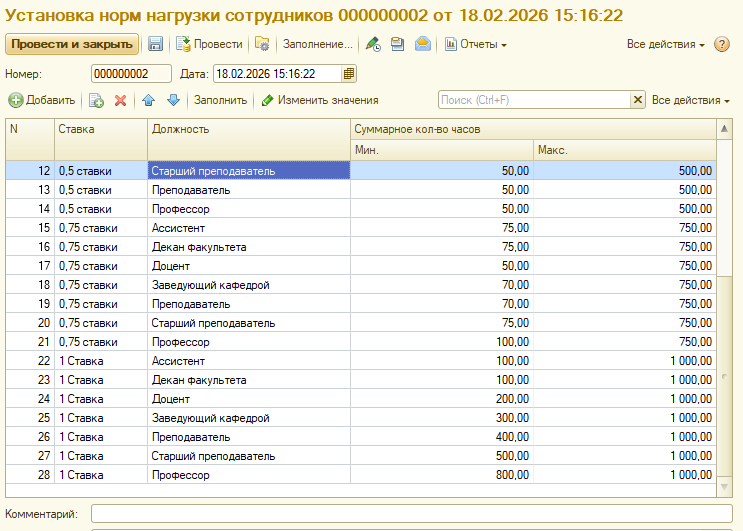 Установка норм нагрузки сотрудников 000000002 от 18.02.2026 15:16:22
Провести и закрыть Провести Заполнение... Отчеты Все действия
Номер: 000000002 Дата: 18.02.2026 15:16:22
Добавить Заполнить Изменить значения Поиск (Ctrl+F) Все действия
N Ставка Должность Суммарное кол-во часов
Мин. Макс.
12 0,5 ставки Старший преподаватель 50,00 500,00
13 0,5 ставки Преподаватель 50,00 500,00
14 0,5 ставки Профессор 50,00 500,00
15 0,75 ставки Ассистент 75,00 750,00
16 0,75 ставки Декан факультета 75,00 750,00
17 0,75 ставки Доцент 50,00 750,00
18 0,75 ставки Заведующий кафедрой 70,00 750,00
19 0,75 ставки Преподаватель 70,00 750,00
20 0,75 ставки Старший преподаватель 75,00 750,00
21 0,75 ставки Профессор 100,00 750,00
22 1 Ставка Ассистент 100,00 1 000,00
23 1 Ставка Декан факультета 100,00 1 000,00
24 1 Ставка Доцент 200,00 1 000,00
25 1 Ставка Заведующий кафедрой 300,00 1 000,00
26 1 Ставка Преподаватель 400,00 1 000,00
27 1 Ставка Старший преподаватель 500,00 1 000,00
28 1 Ставка Профессор 800,00 1 000,00
Комментарий: